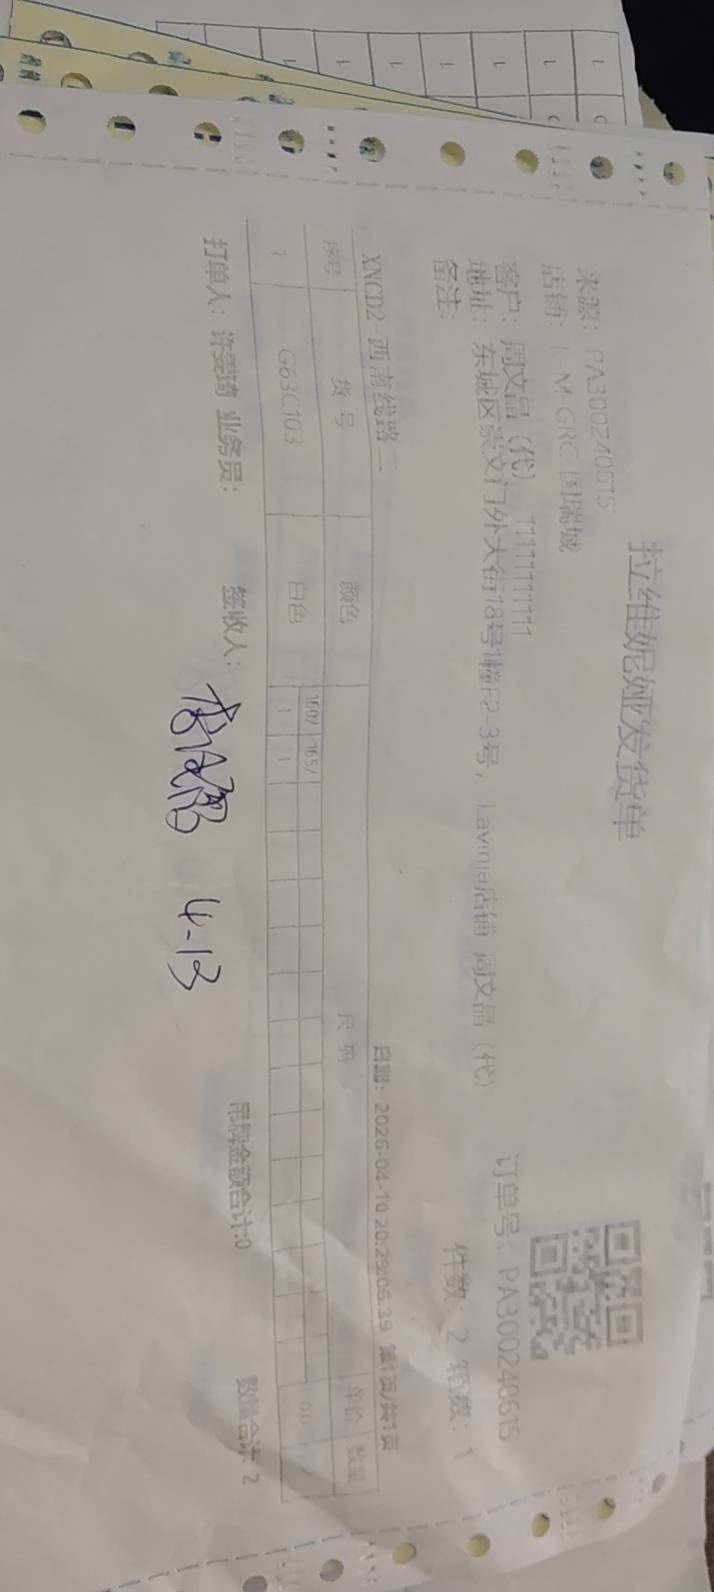 拉维妮娅发货单
来源：PA300240615
店铺：L-M.GRC.国瑞城
客户：周文晶（代） 11111111111
订单号：PA300240615
地址：东城区崇文门外大街18号1幢F2-3号，Lavinia店铺 周文晶（代）
备注：
件数：2 箱数：1
XNCD2-西南线路二
日期：2026-04-10 20:29:06.39 第1页/共1页
序号 货号 颜色 尺码 单价 数量
160/ 165/
1 G63C103 白色 1 1 0.0
打单人：许雯琦 业务员： 签收人： 吊牌金额合计:0 数量合计: 2
4-13